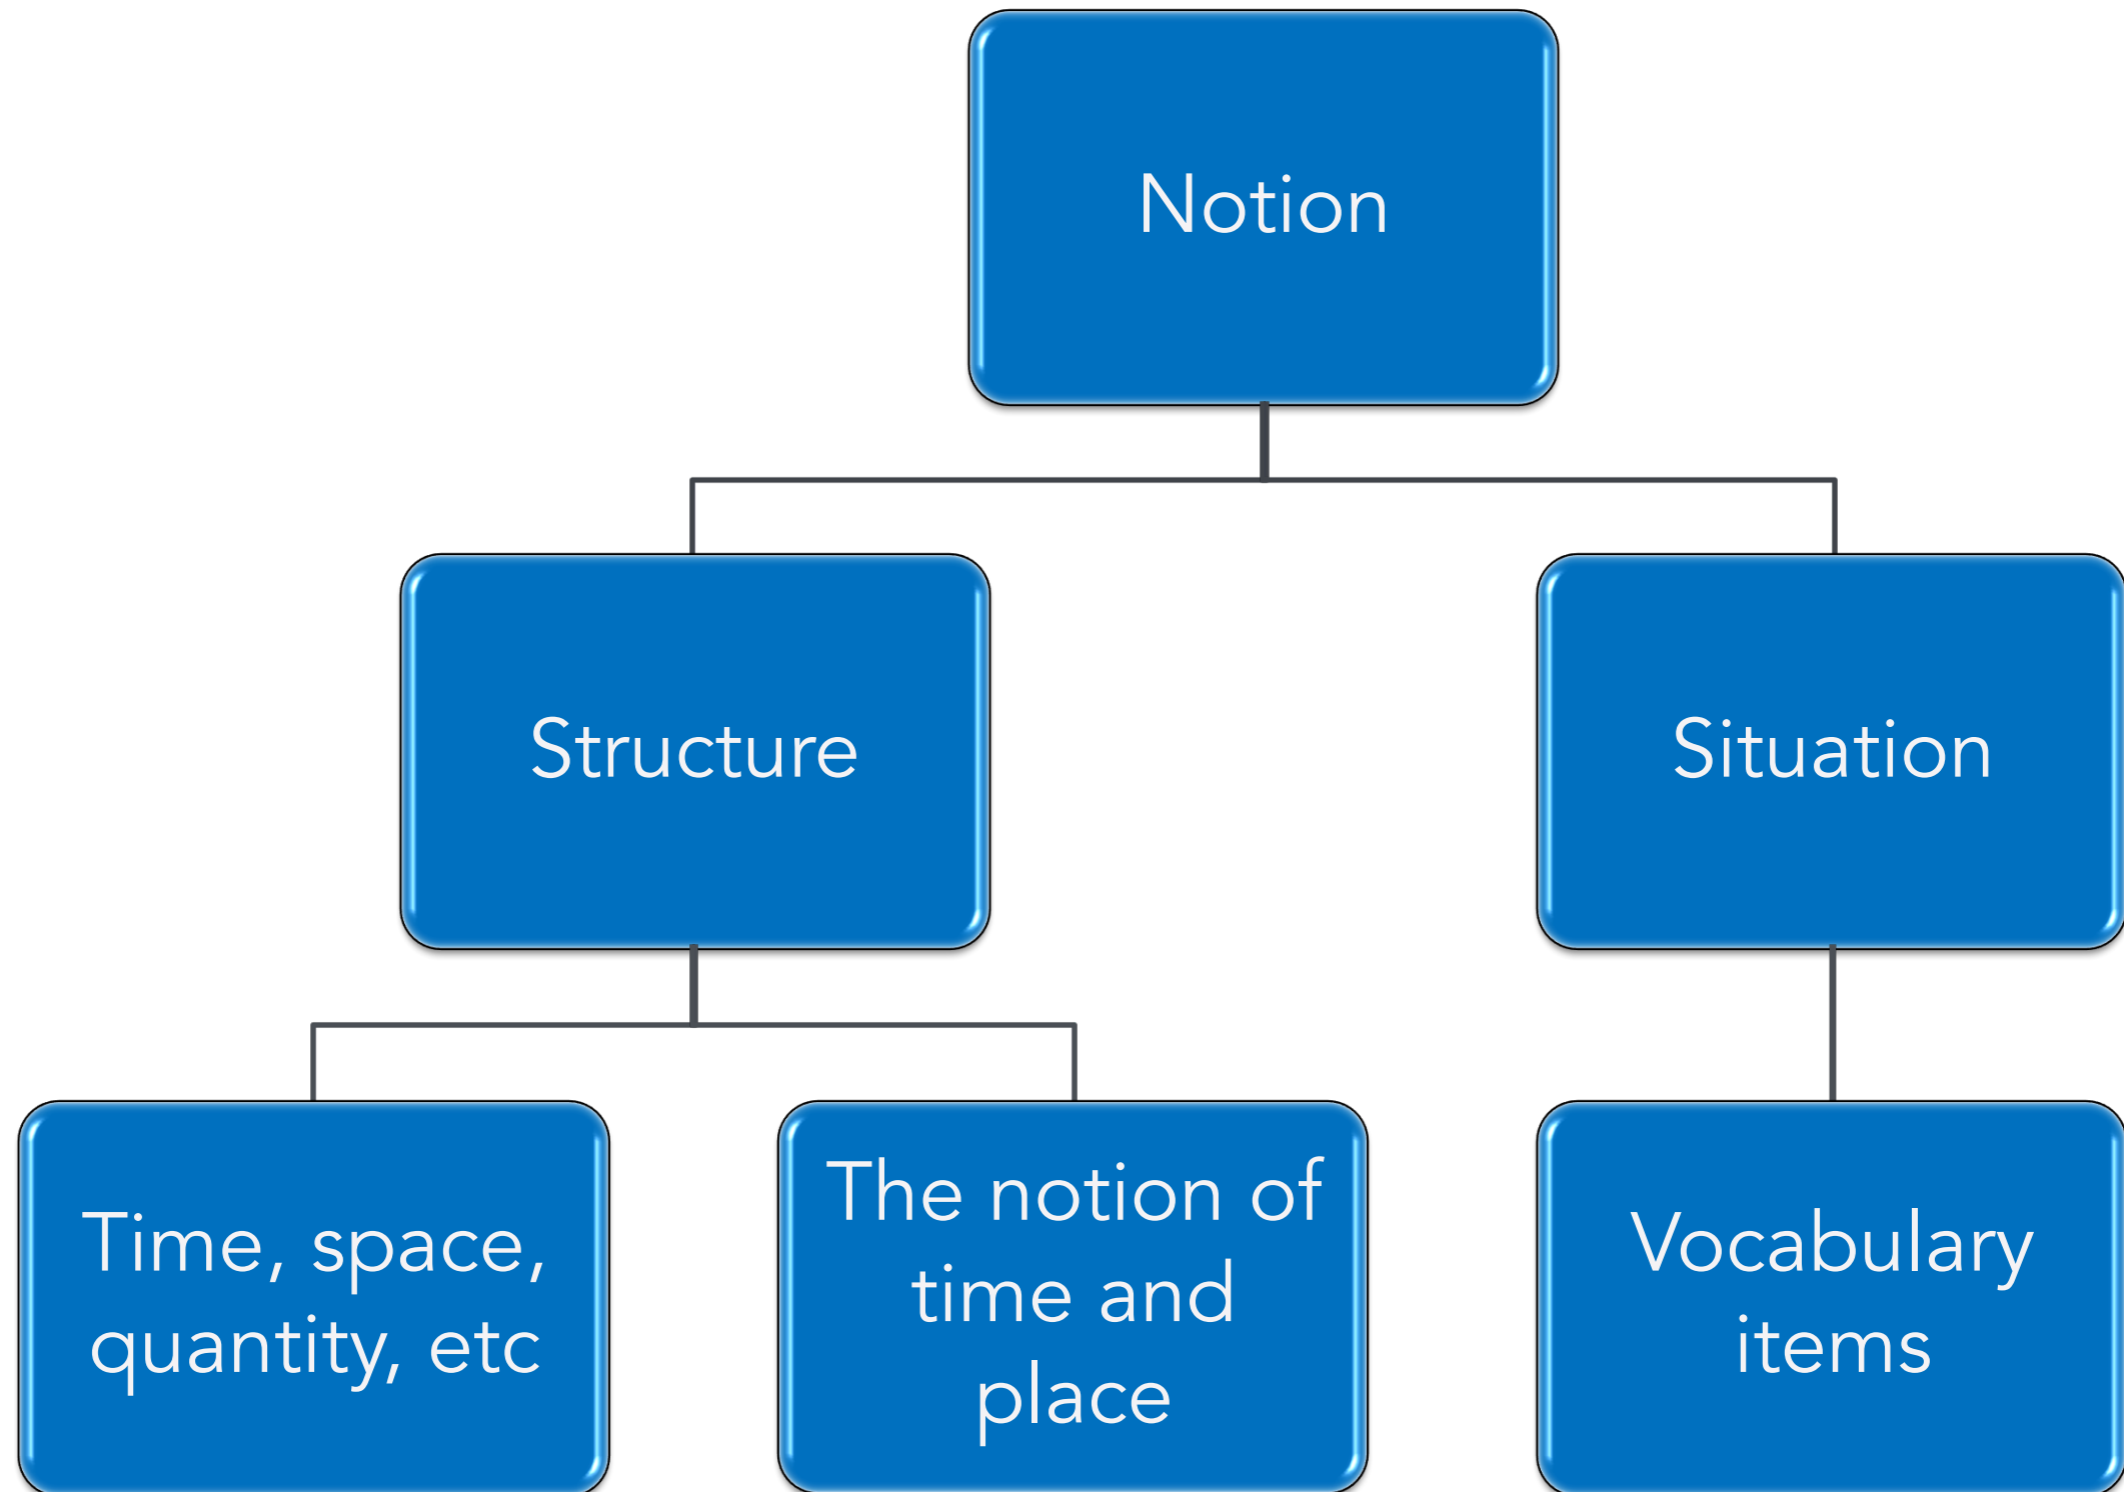 Notion
Structure
Situation
Time, space,
quantity, etc
The notion of
time and
place
Vocabulary
items